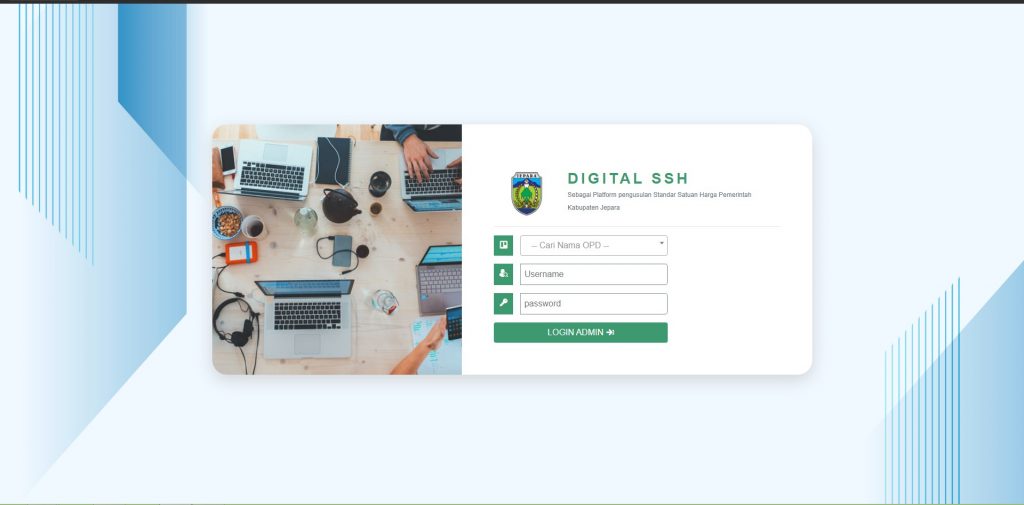 JEPARA
DIGITAL SSH
Sebagai Platform pengusulan Standar Satuan Harga Pemerintah
Kabupaten Jepara
-- Cari Nama OPD --
Username
password
LOGIN ADMIN